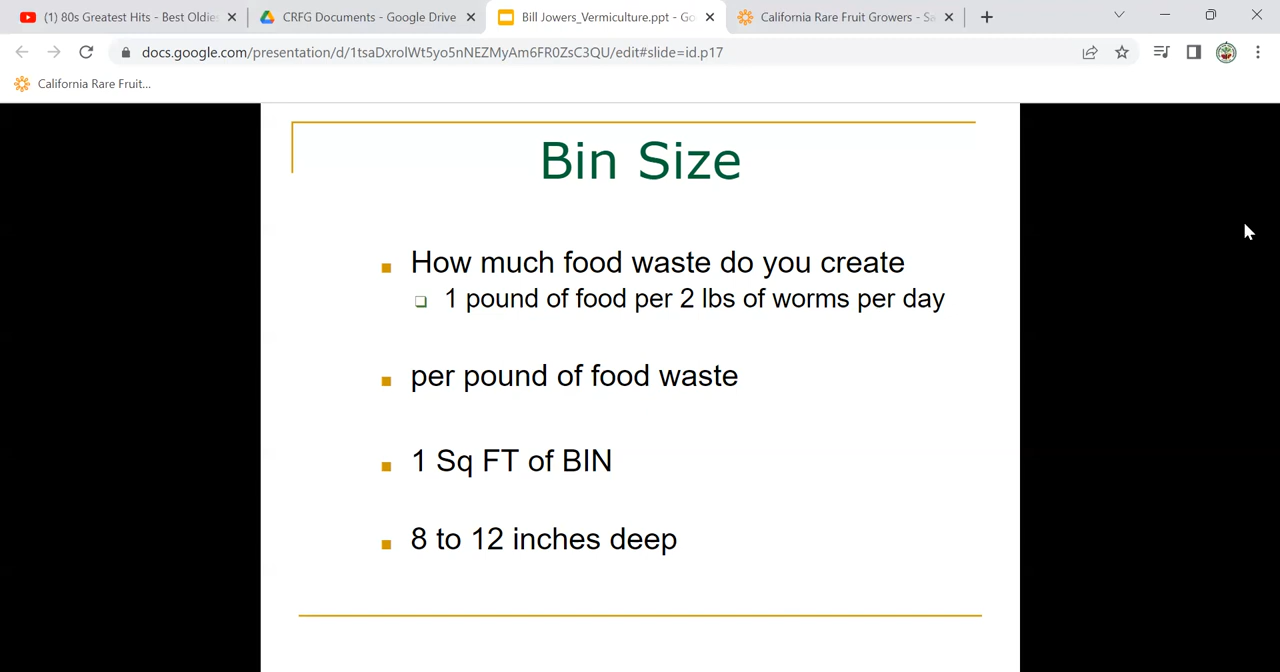 (1) 80s Greatest Hits - Best Oldie
CRFG Documents - Google Drive
Bill Jowers_Vermiculture.ppt - Go
California Rare Fruit Growers - Sa
docs.google.com/presentation/d/1tsaDxrolWt5yo5nNEZMyAm6FR0ZsC3QU/edit#slide=id.p17
California Rare Fruit...
Bin Size
How much food waste do you create
1 pound of food per 2 lbs of worms per day
per pound of food waste
1 Sq FT of BIN
8 to 12 inches deep